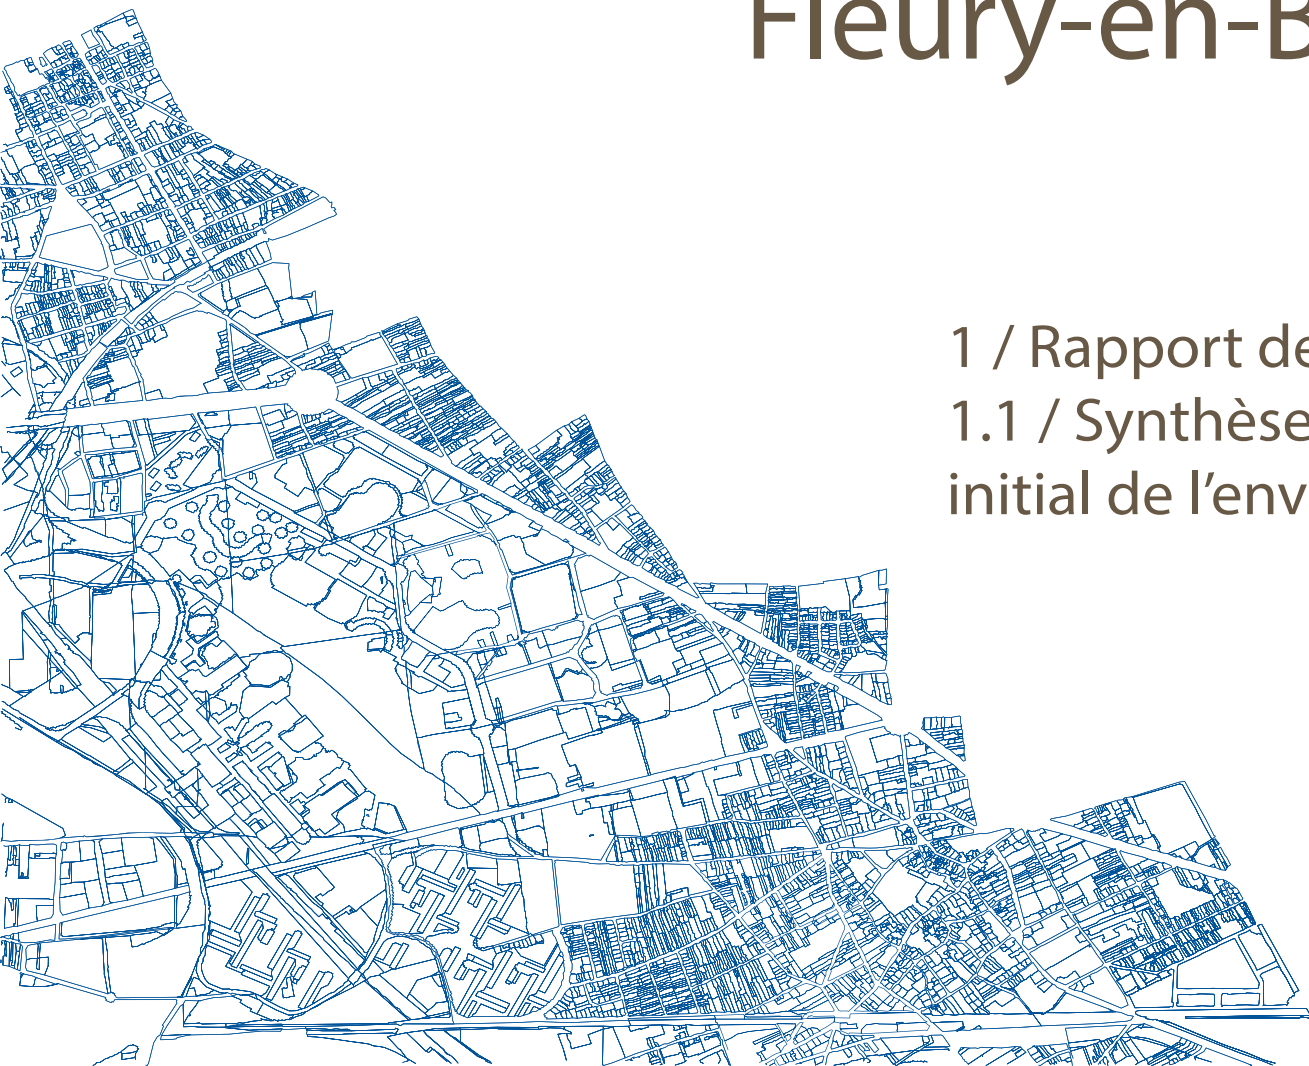 Fleury-en-B
1 / Rapport de
1.1 / Synthèse
initial de l’env